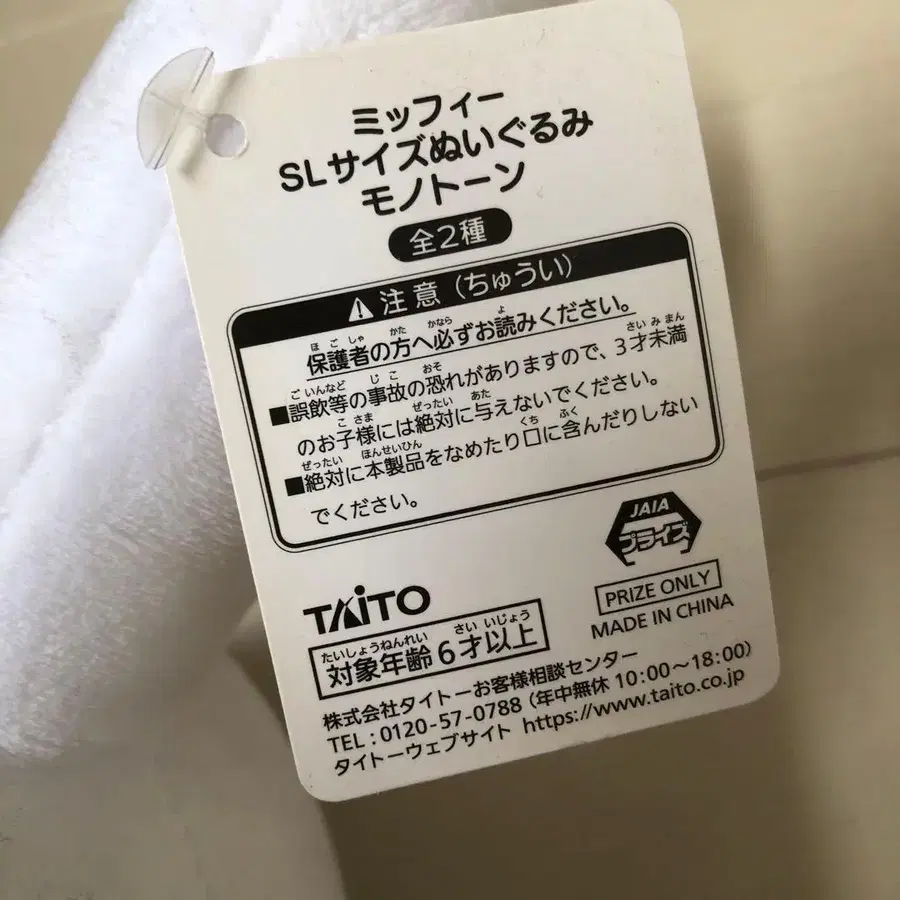 ミッフィー
SLサイズぬいぐるみ
モノトーン
全2種
注意(ちゅうい)
保護者の方へ必ずお読みください。
■誤飲等の事故の恐れがありますので、3才未満
のお子様には絶対に与えないでください。
■絶対に本製品をなめたり口に含んだりしない
でください。
JAIA
プライズ
PRIZE ONLY
MADE IN CHINA
TAITO
対象年齢6才以上
株式会社タイトーお客様相談センター
TEL:0120-57-0788(年中無休 10:00~18:00)
タイトーウェブサイト https://www.taito.co.jp